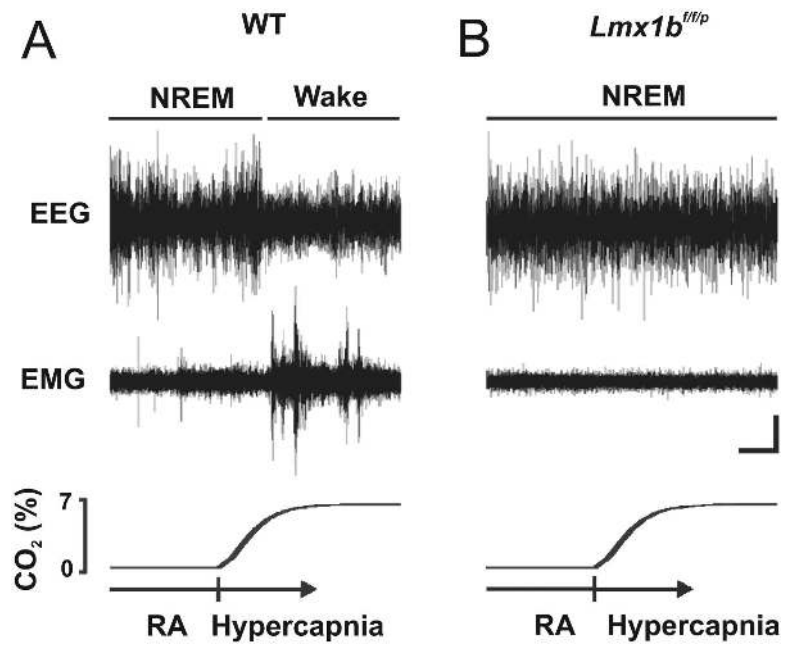 A
WT
B
Lmx1b^f/f/p
NREM
Wake
NREM
EEG
EMG
CO₂ (%)
7
0
RA
Hypercapnia
RA
Hypercapnia